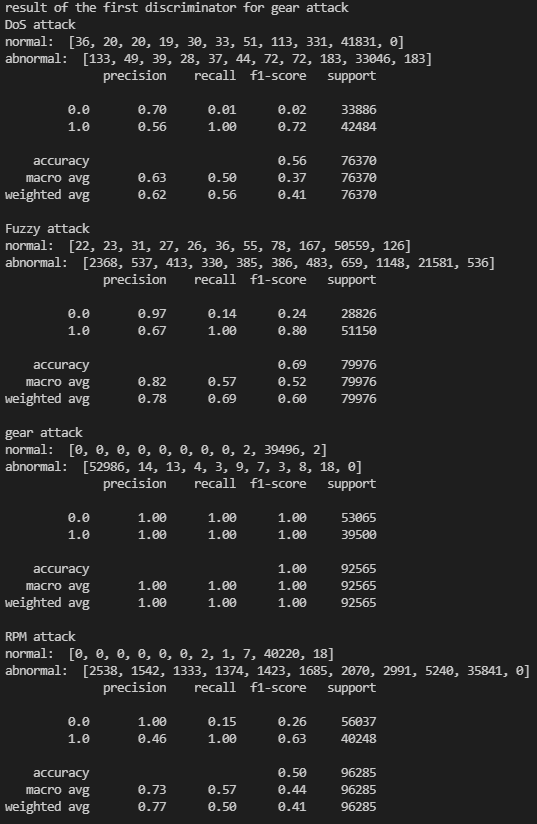 result of the first discriminator for gear attack
DoS attack
normal:  [36, 20, 20, 19, 30, 33, 51, 113, 331, 41831, 0]
abnormal:  [133, 49, 39, 28, 37, 44, 72, 72, 183, 33046, 183]
precision    recall  f1-score   support
0.0       0.70      0.01      0.02     33886
1.0       0.56      1.00      0.72     42484
accuracy                           0.56     76370
macro avg       0.63      0.50      0.37     76370
weighted avg       0.62      0.56      0.41     76370
Fuzzy attack
normal:  [22, 23, 31, 27, 26, 36, 55, 78, 167, 50559, 126]
abnormal:  [2368, 537, 413, 330, 385, 386, 483, 659, 1148, 21581, 536]
precision    recall  f1-score   support
0.0       0.97      0.14      0.24     28826
1.0       0.67      1.00      0.80     51150
accuracy                           0.69     79976
macro avg       0.82      0.57      0.52     79976
weighted avg       0.78      0.69      0.60     79976
gear attack
normal:  [0, 0, 0, 0, 0, 0, 0, 0, 2, 39496, 2]
abnormal:  [52986, 14, 13, 4, 3, 9, 7, 3, 8, 18, 0]
precision    recall  f1-score   support
0.0       1.00      1.00      1.00     53065
1.0       1.00      1.00      1.00     39500
accuracy                           1.00     92565
macro avg       1.00      1.00      1.00     92565
weighted avg       1.00      1.00      1.00     92565
RPM attack
normal:  [0, 0, 0, 0, 0, 0, 2, 1, 7, 40220, 18]
abnormal:  [2538, 1542, 1333, 1374, 1423, 1685, 2070, 2991, 5240, 35841, 0]
precision    recall  f1-score   support
0.0       1.00      0.15      0.26     56037
1.0       0.46      1.00      0.63     40248
accuracy                           0.50     96285
macro avg       0.73      0.57      0.44     96285
weighted avg       0.77      0.50      0.41     96285